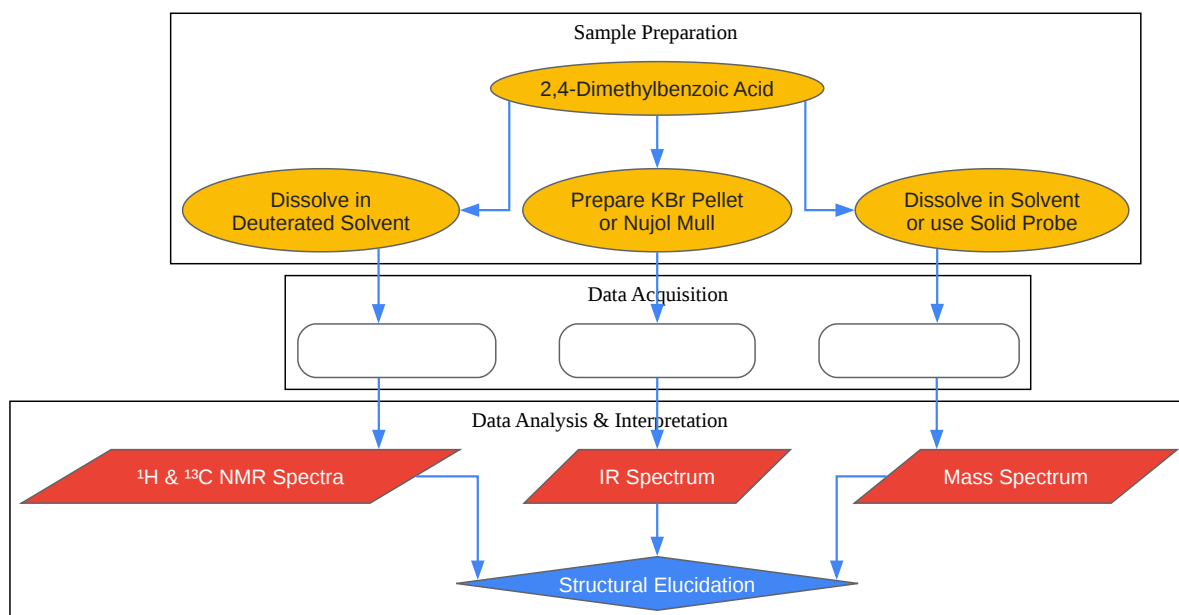 Sample Preparation
2,4-Dimethylbenzoic Acid
Dissolve in
Deuterated Solvent
Prepare KBr Pellet
or Nujol Mull
Dissolve in Solvent
or use Solid Probe
Data Acquisition
Data Analysis & Interpretation
¹H & ¹³C NMR Spectra
IR Spectrum
Mass Spectrum
Structural Elucidation